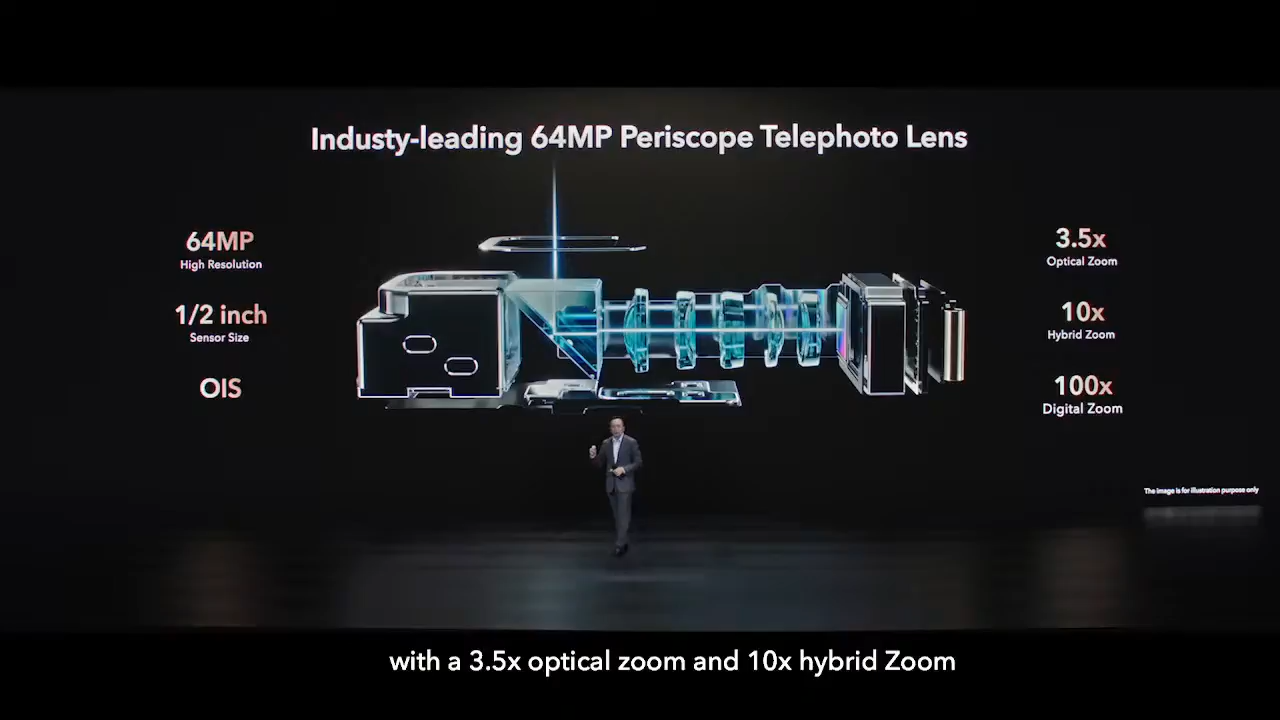 Industy-leading 64MP Periscope Telephoto Lens
64MP
High Resolution
1/2 inch
Sensor Size
OIS
3.5x
Optical Zoom
10x
Hybrid Zoom
100x
Digital Zoom
The image is for illustration purpose only
with a 3.5x optical zoom and 10x hybrid Zoom